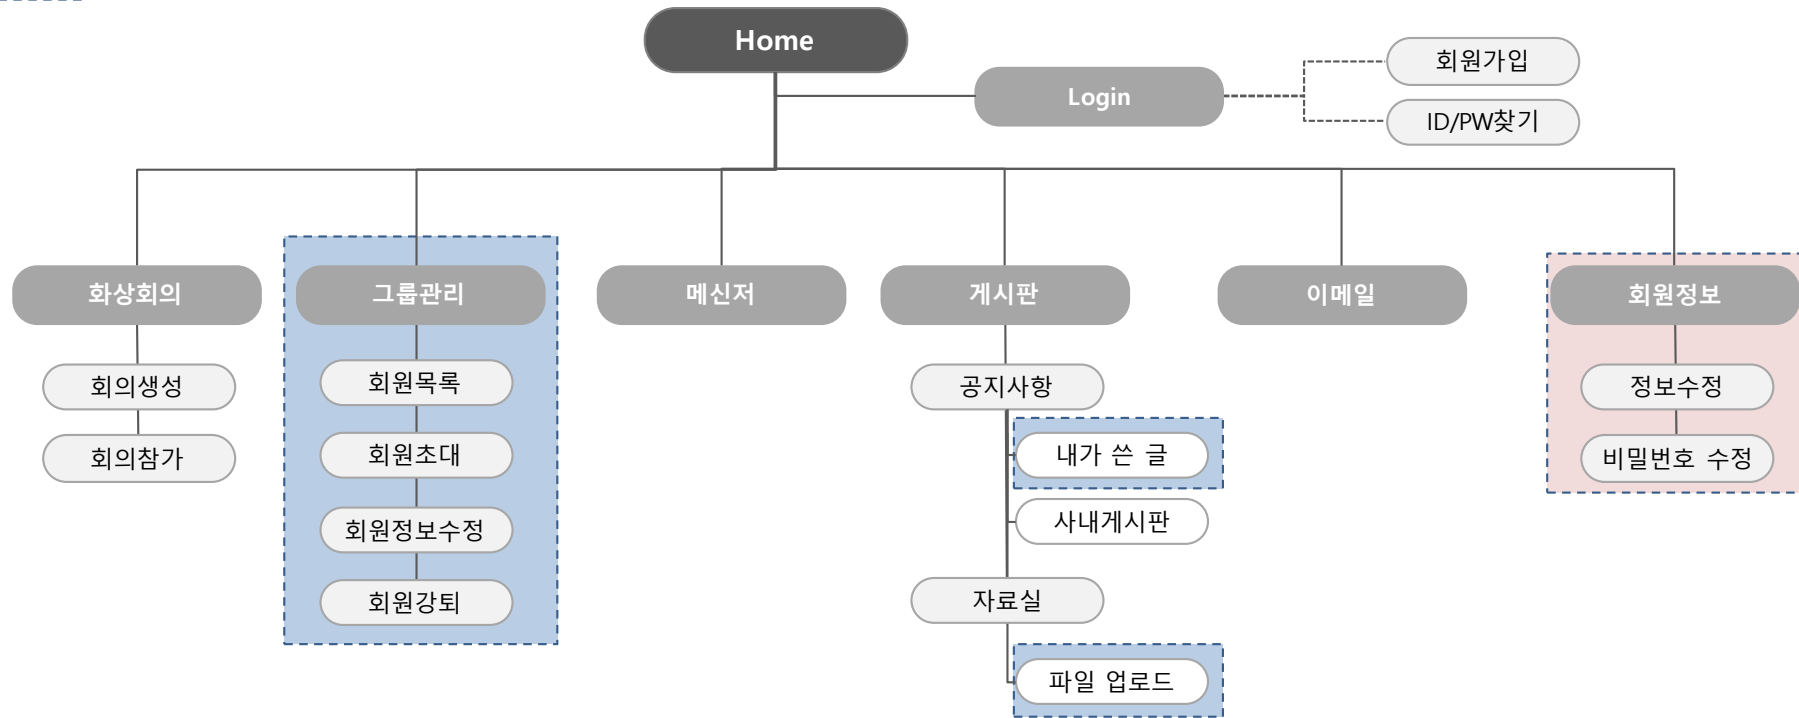 Home
Login
회원가입
ID/PW찾기
화상회의
그룹관리
메신저
게시판
이메일
회원정보
회의생성
회의참가
회원목록
회원초대
회원정보수정
회원강퇴
공지사항
내가 쓴 글
사내게시판
자료실
파일 업로드
정보수정
비밀번호 수정